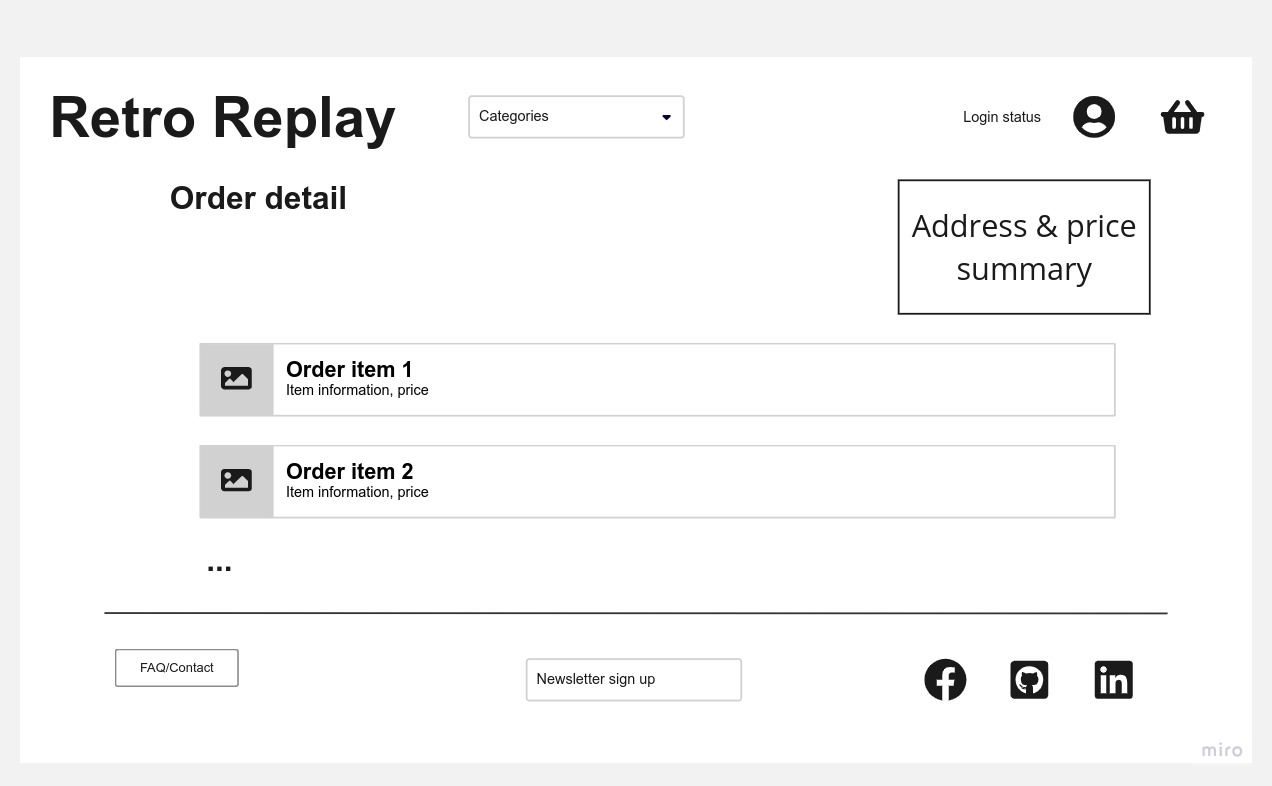 Retro Replay
Categories
Login status
Order detail
Address & price
summary
Order item 1
Item information, price
Order item 2
Item information, price
...
FAQ/Contact
Newsletter sign up
miro